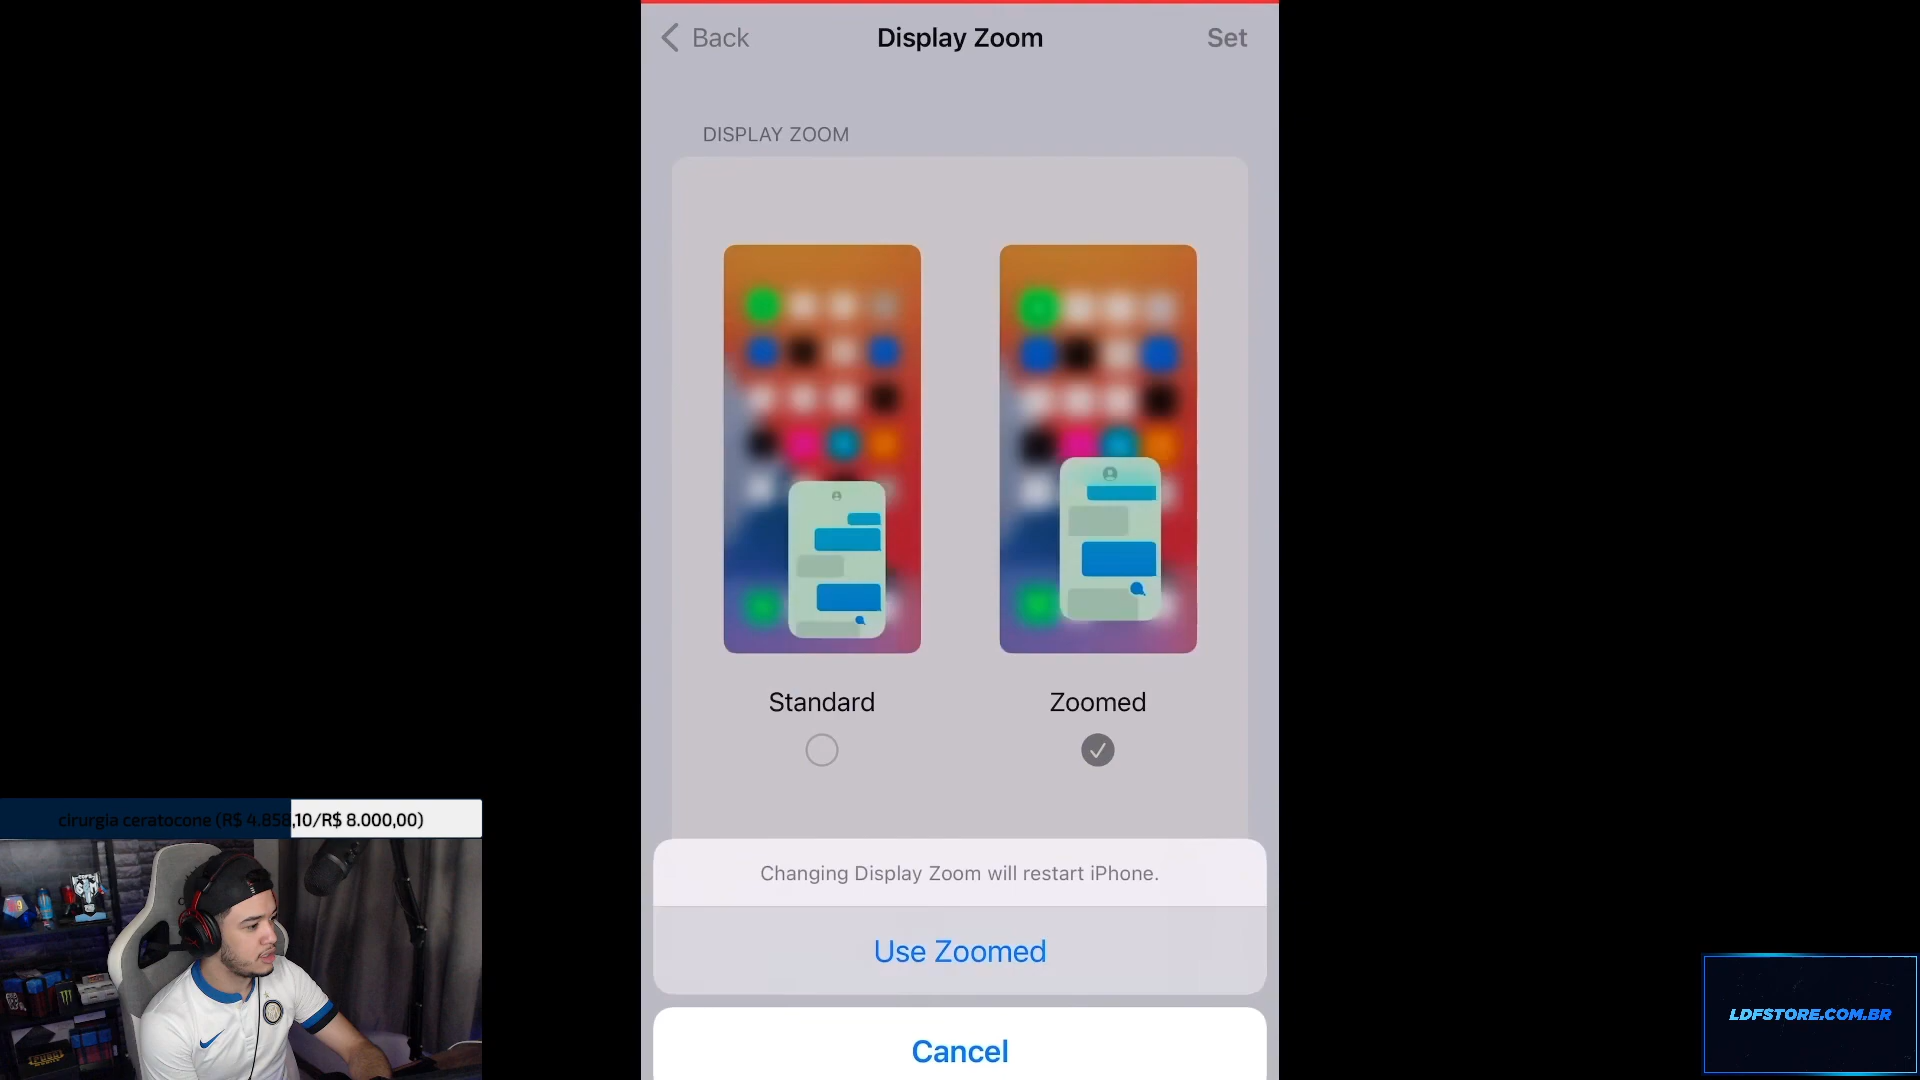 Back
Display Zoom
Set
DISPLAY ZOOM
Standard
Zoomed
Changing Display Zoom will restart iPhone.
Use Zoomed
Cancel
cirurgia ceratocone (R$ 4.858,10/R$ 8.000,00)
LDFSTORE.COM.BR